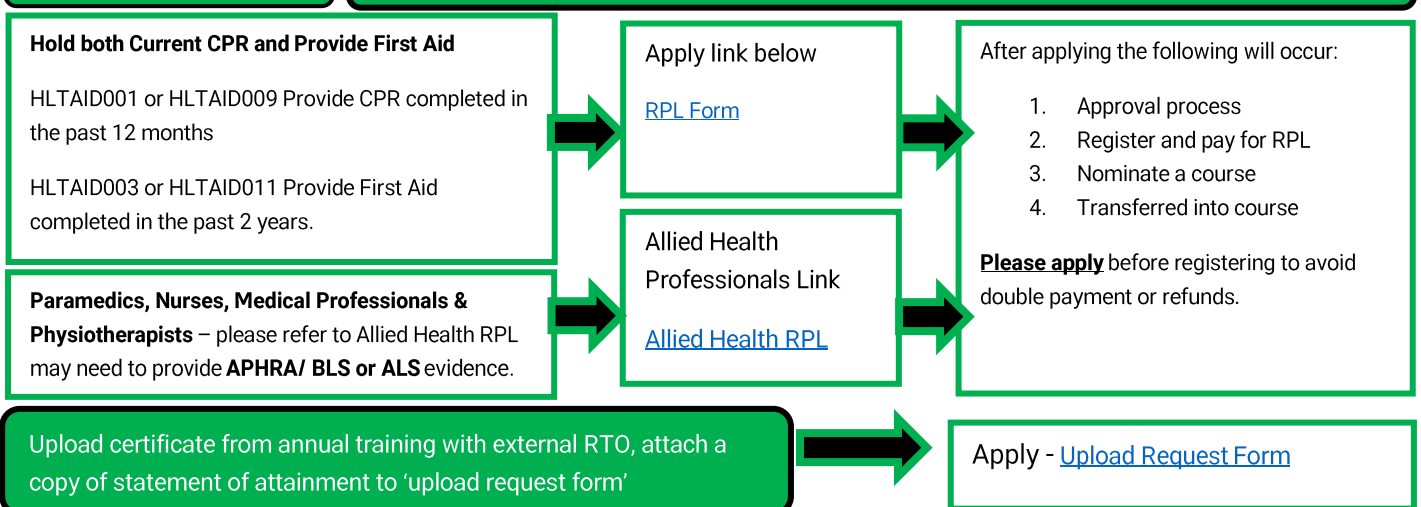 Hold both Current CPR and Provide First Aid
HLTAID001 or HLTAID009 Provide CPR completed in
the past 12 months
HLTAID003 or HLTAID011 Provide First Aid
completed in the past 2 years.
Apply link below
RPL Form
After applying the following will occur:
1. Approval process
2. Register and pay for RPL
3. Nominate a course
4. Transferred into course
Please apply before registering to avoid
double payment or refunds.
Paramedics, Nurses, Medical Professionals &
Physiotherapists – please refer to Allied Health RPL
may need to provide APHRA/ BLS or ALS evidence.
Allied Health
Professionals Link
Allied Health RPL
Upload certificate from annual training with external RTO, attach a
copy of statement of attainment to ‘upload request form’
Apply - Upload Request Form